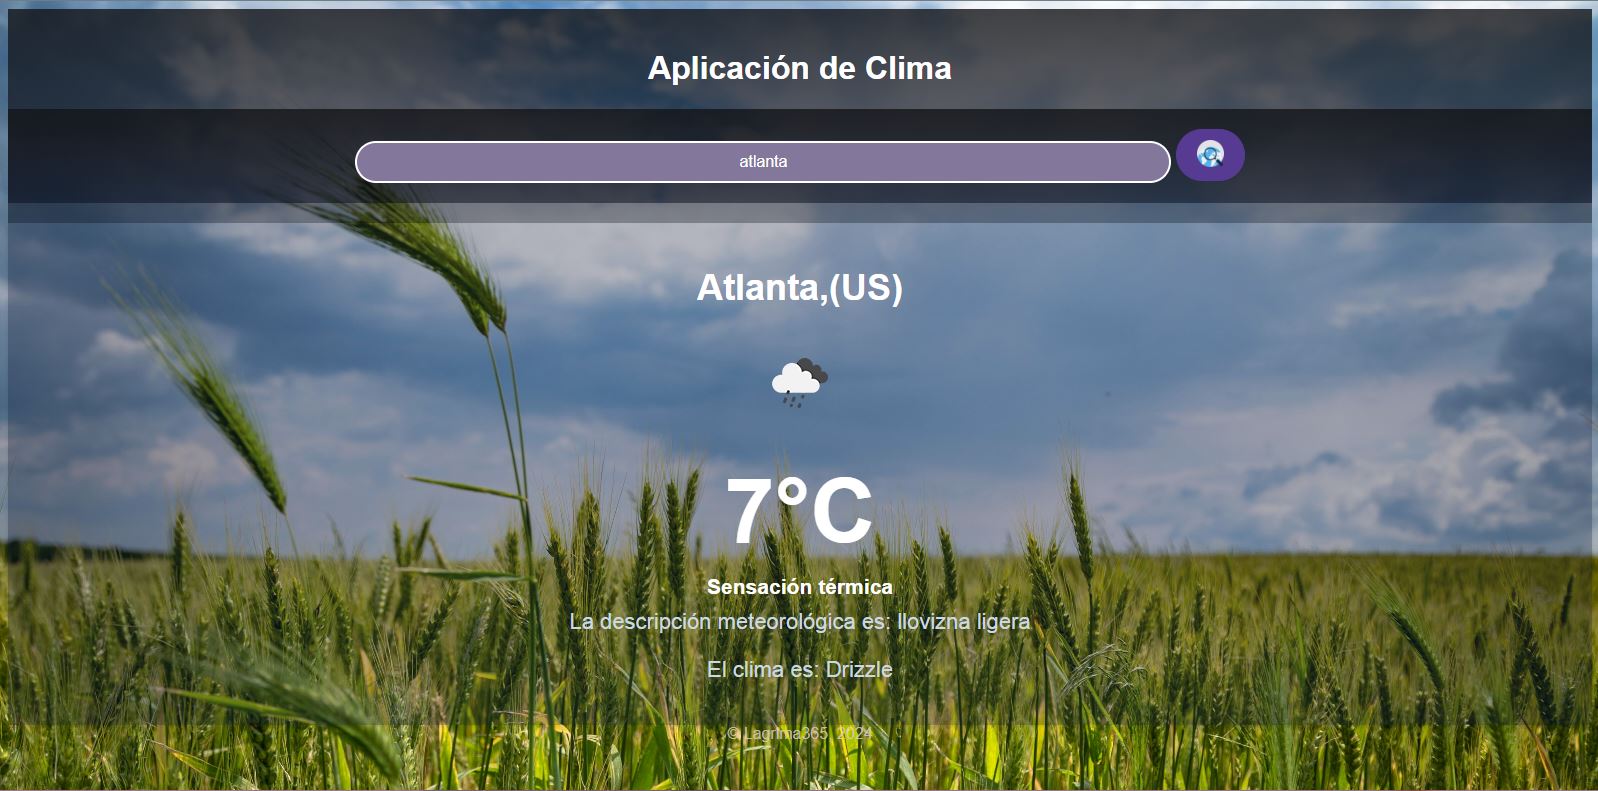 Aplicación de Clima
atlanta
Atlanta,(US)
7°C
Sensación térmica
La descripción meteorológica es: llovizna ligera
El clima es: Drizzle
© Lagrima365, 2024